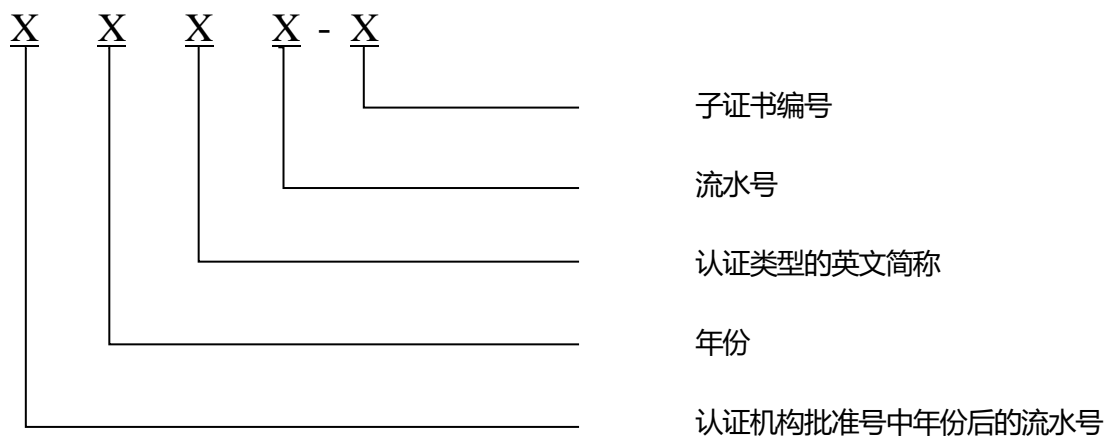 X X X X - X
子证书编号
流水号
认证类型的英文简称
年份
认证机构批准号中年份后的流水号